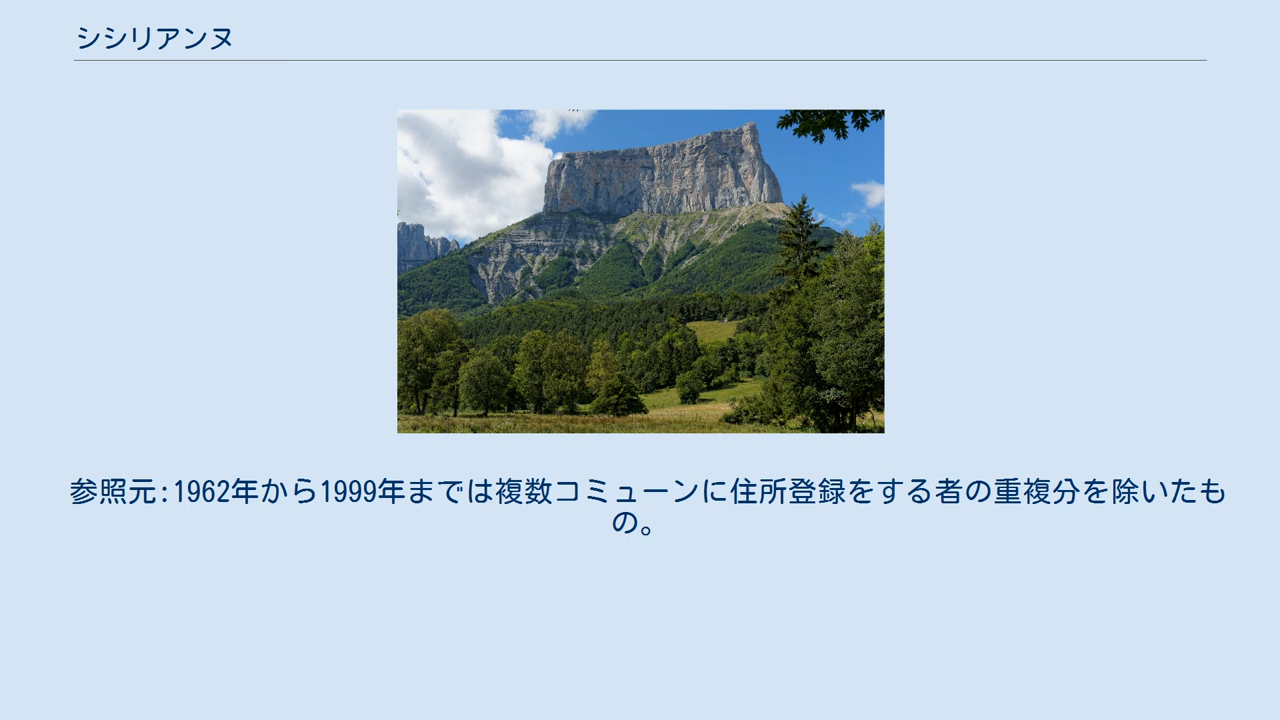 シシリアンヌ
参照元:1962年から1999年までは複数コミューンに住所登録をする者の重複分を除いたも
の。